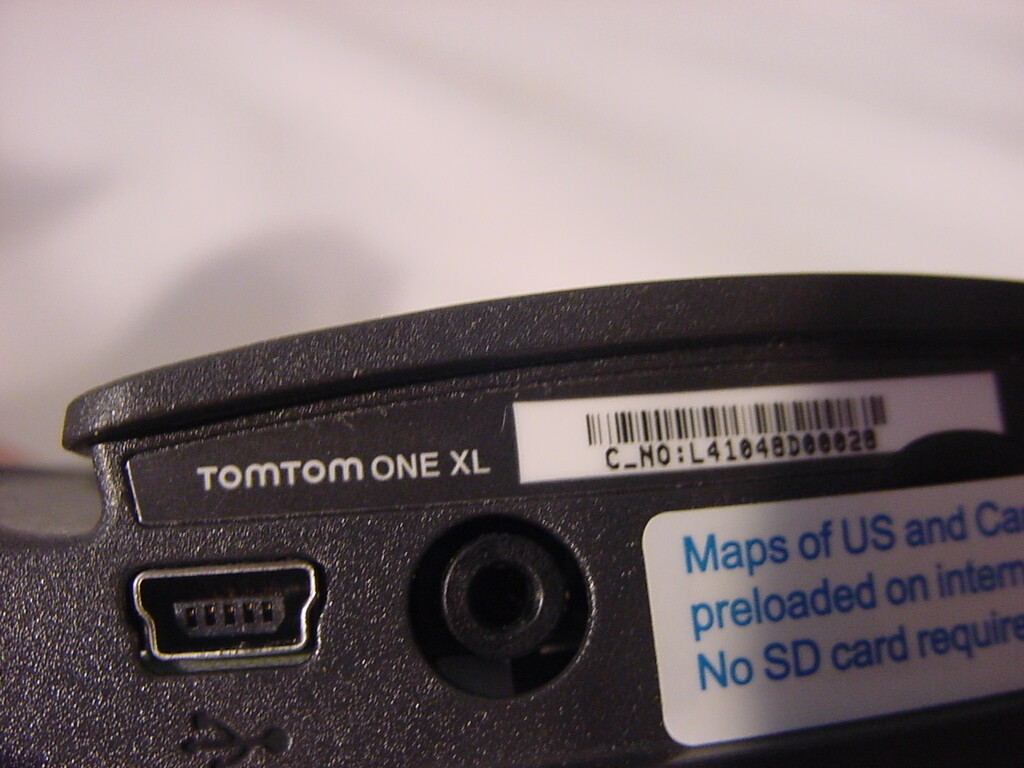 TOMTOM ONE XL
C_NO:L41048D00028
Maps of US and Ca
preloaded on intern
No SD card require